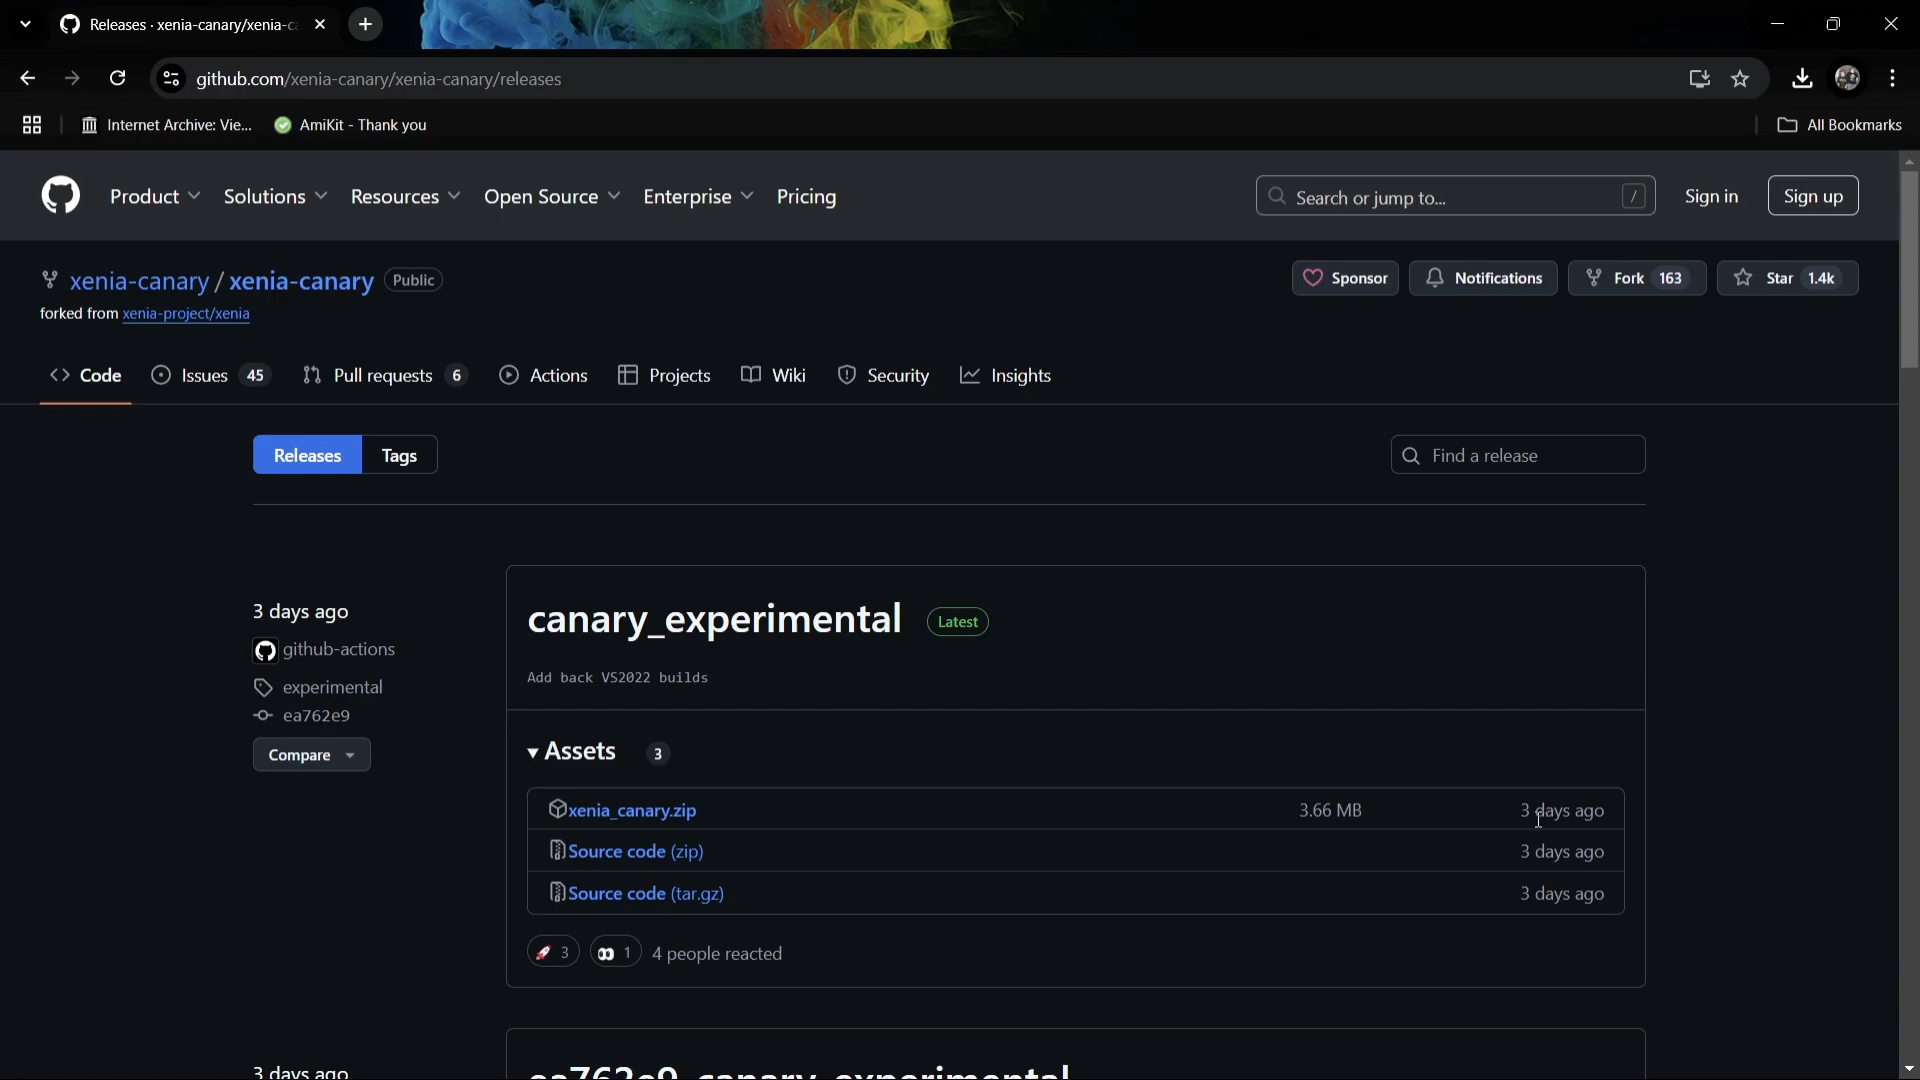 Releases · xenia-canary/xenia-ca
github.com/xenia-canary/xenia-canary/releases
Internet Archive: Vie...
AmiKit - Thank you
All Bookmarks
Product
Solutions
Resources
Open Source
Enterprise
Pricing
Search or jump to...
/
Sign in
Sign up
xenia-canary / xenia-canary
Public
Sponsor
Notifications
Fork 163
Star 1.4k
forked from xenia-project/xenia
Code
Issues 45
Pull requests 6
Actions
Projects
Wiki
Security
Insights
Releases
Tags
Find a release
3 days ago
github-actions
experimental
ea762e9
Compare
canary_experimental
Latest
Add back VS2022 builds
Assets 3
xenia_canary.zip 3.66 MB 3 days ago
Source code (zip) 3 days ago
Source code (tar.gz) 3 days ago
3
1
4 people reacted
3 days ago
ea762e9_canary_experimental